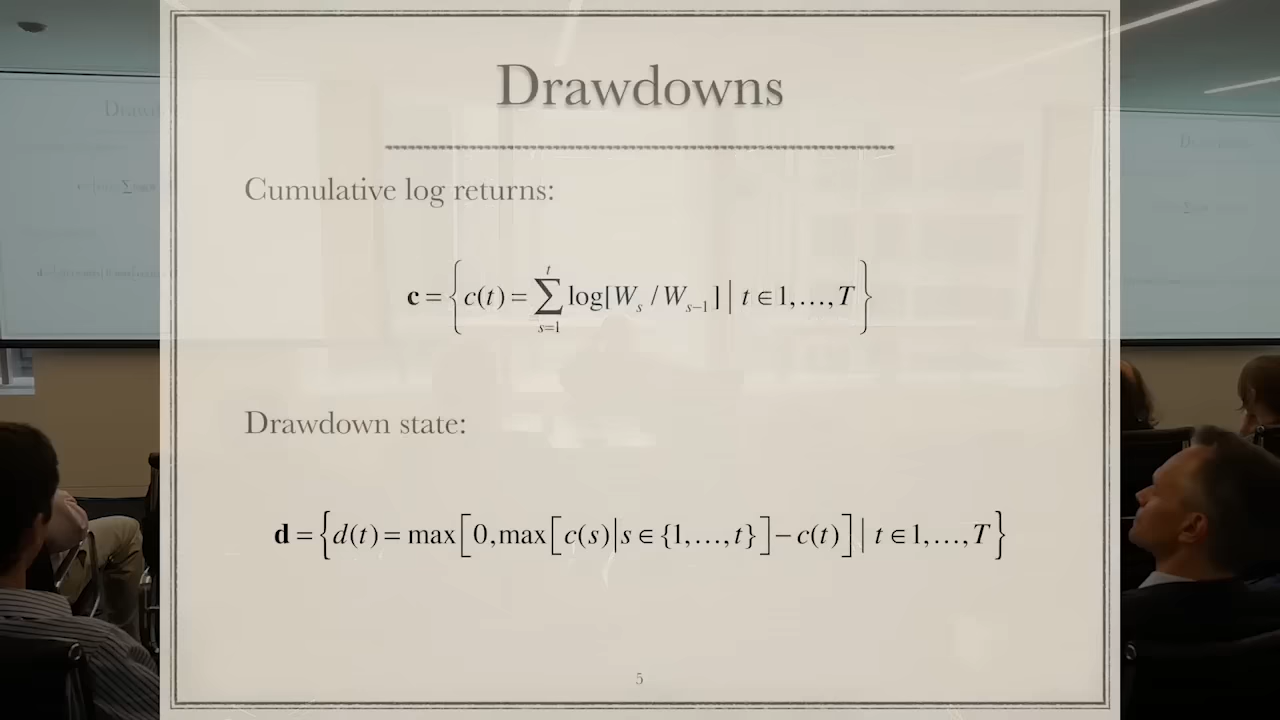 Drawdowns
Cumulative log returns:
c = { c(t) = ∑_{s=1}^{t} log[W_s / W_{s−1}] | t ∈ 1,…,T }
Drawdown state:
d = { d(t) = max[0, max[c(s)|s ∈ {1,…,t}] − c(t)] | t ∈ 1,…,T }
5